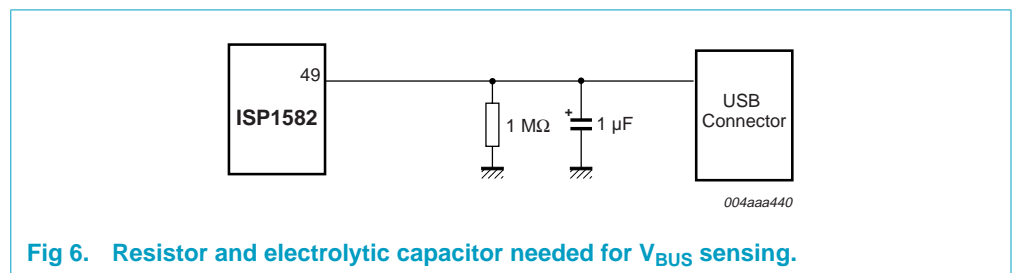 49
ISP1582
1 MΩ
+
1 µF
USB
Connector
004aaa440
Fig 6. Resistor and electrolytic capacitor needed for VBUS sensing.